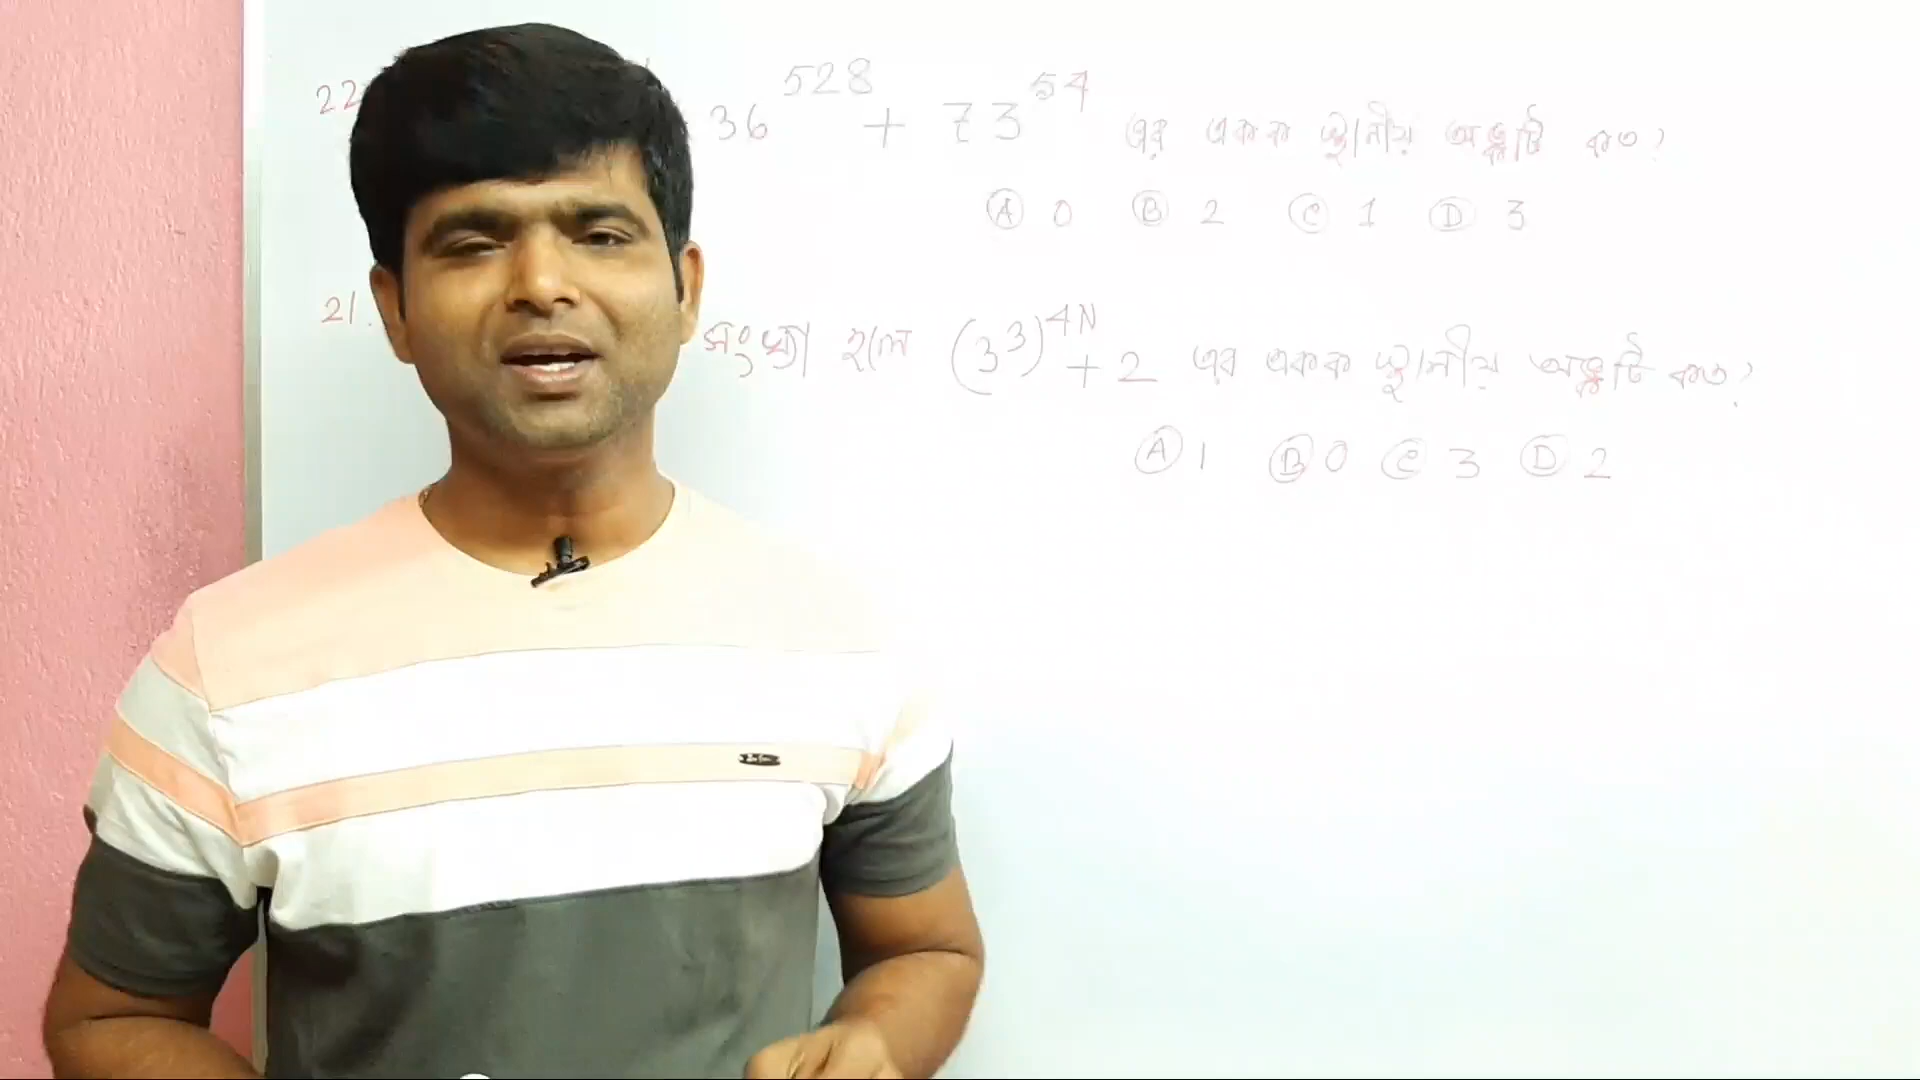 22 36^528 + 73^54 এর একক স্থানীয় অঙ্কটি কত?
Ⓐ 0 Ⓑ 2 Ⓒ 1 Ⓓ 3
21. সংখ্যা হলে (3^3)^4N + 2 এর একক স্থানীয় অঙ্কটি কত?
Ⓐ 1 Ⓑ 0 Ⓒ 3 Ⓓ 2